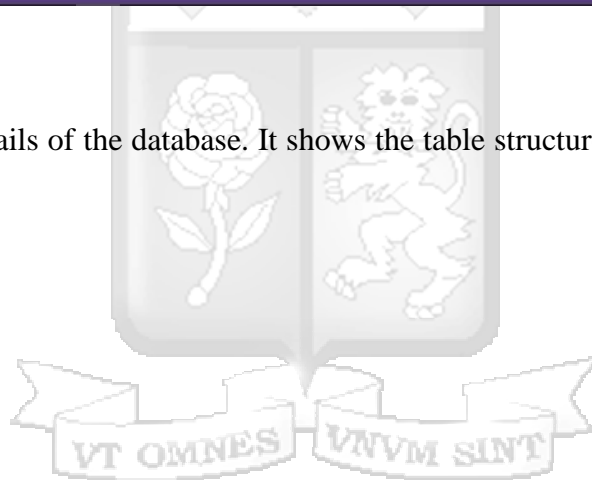 ails of the database. It shows the table structur
VT OMNES VNVM SINT